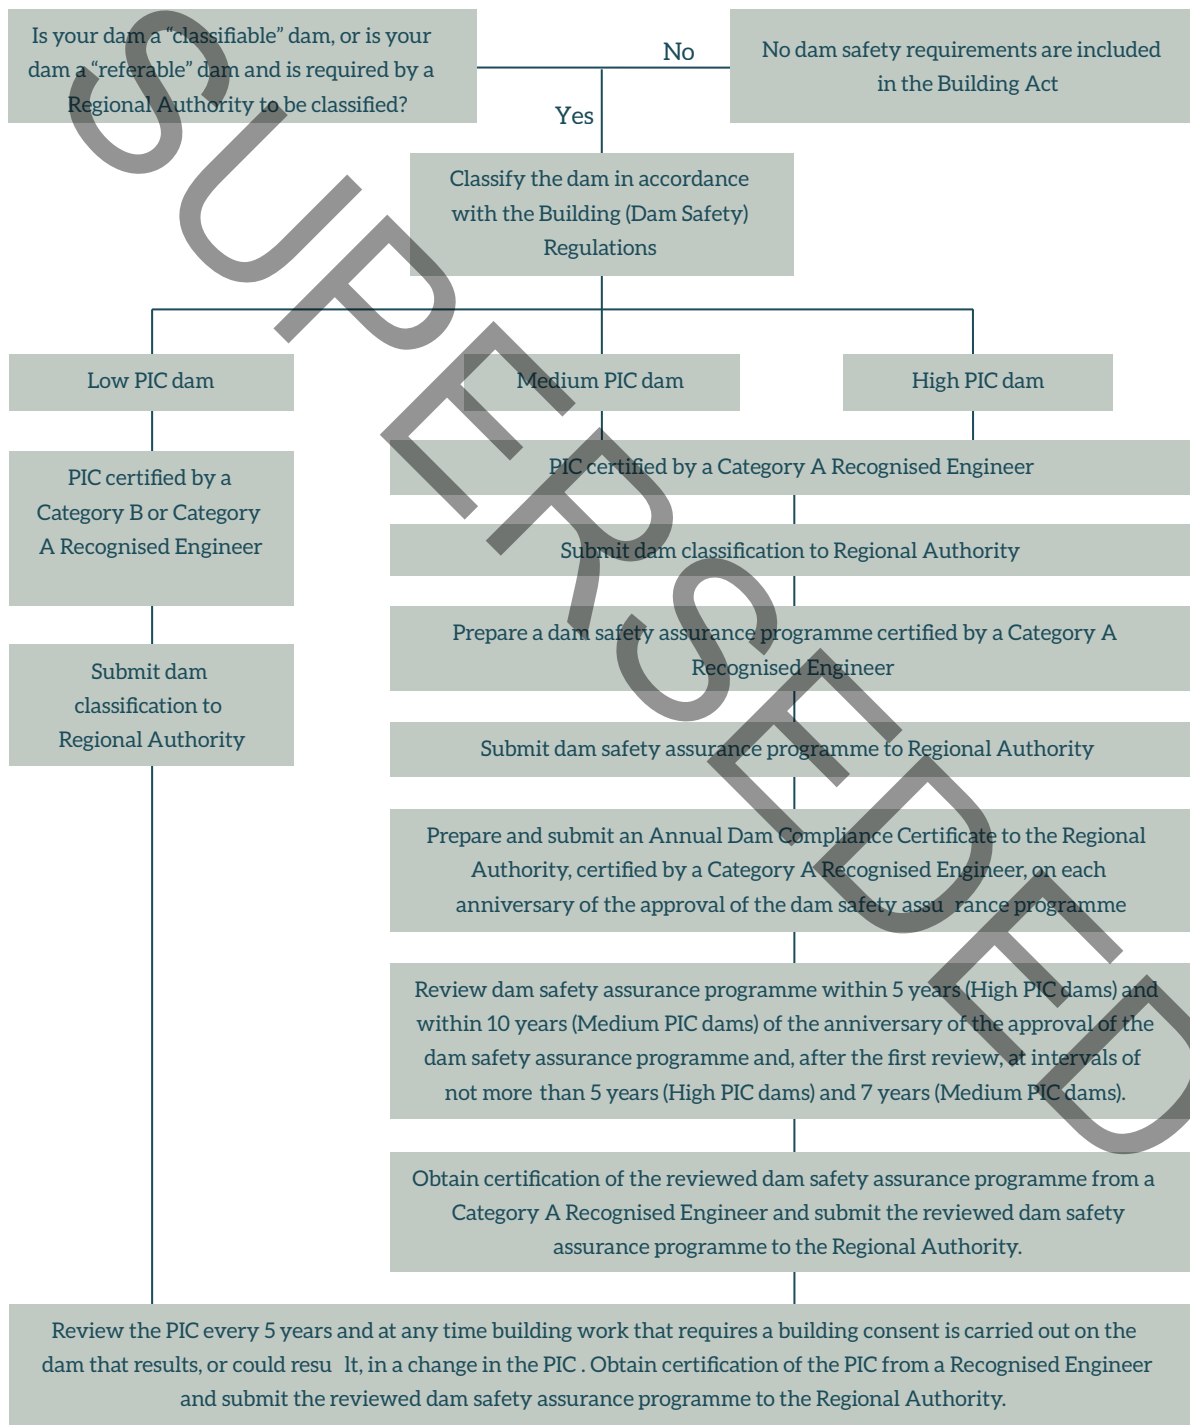 Is your dam a “classifiable” dam, or is your
dam a “referable” dam and is required by a
Regional Authority to be classified?
No
No dam safety requirements are included
in the Building Act
Yes
Classify the dam in accordance
with the Building (Dam Safety)
Regulations
Low PIC dam
Medium PIC dam
High PIC dam
PIC certified by a
Category B or Category
A Recognised Engineer
Submit dam
classification to
Regional Authority
PIC certified by a Category A Recognised Engineer
Submit dam classification to Regional Authority
Prepare a dam safety assurance programme certified by a Category A
Recognised Engineer
Submit dam safety assurance programme to Regional Authority
Prepare and submit an Annual Dam Compliance Certificate to the Regional
Authority, certified by a Category A Recognised Engineer, on each
anniversary of the approval of the dam safety assu rance programme
Review dam safety assurance programme within 5 years (High PIC dams) and
within 10 years (Medium PIC dams) of the anniversary of the approval of the
dam safety assurance programme and, after the first review, at intervals of
not more than 5 years (High PIC dams) and 7 years (Medium PIC dams).
Obtain certification of the reviewed dam safety assurance programme from a
Category A Recognised Engineer and submit the reviewed dam safety
assurance programme to the Regional Authority.
Review the PIC every 5 years and at any time building work that requires a building consent is carried out on the
dam that results, or could resu lt, in a change in the PIC . Obtain certification of the PIC from a Recognised Engineer
and submit the reviewed dam safety assurance programme to the Regional Authority.
SUPERSEDED